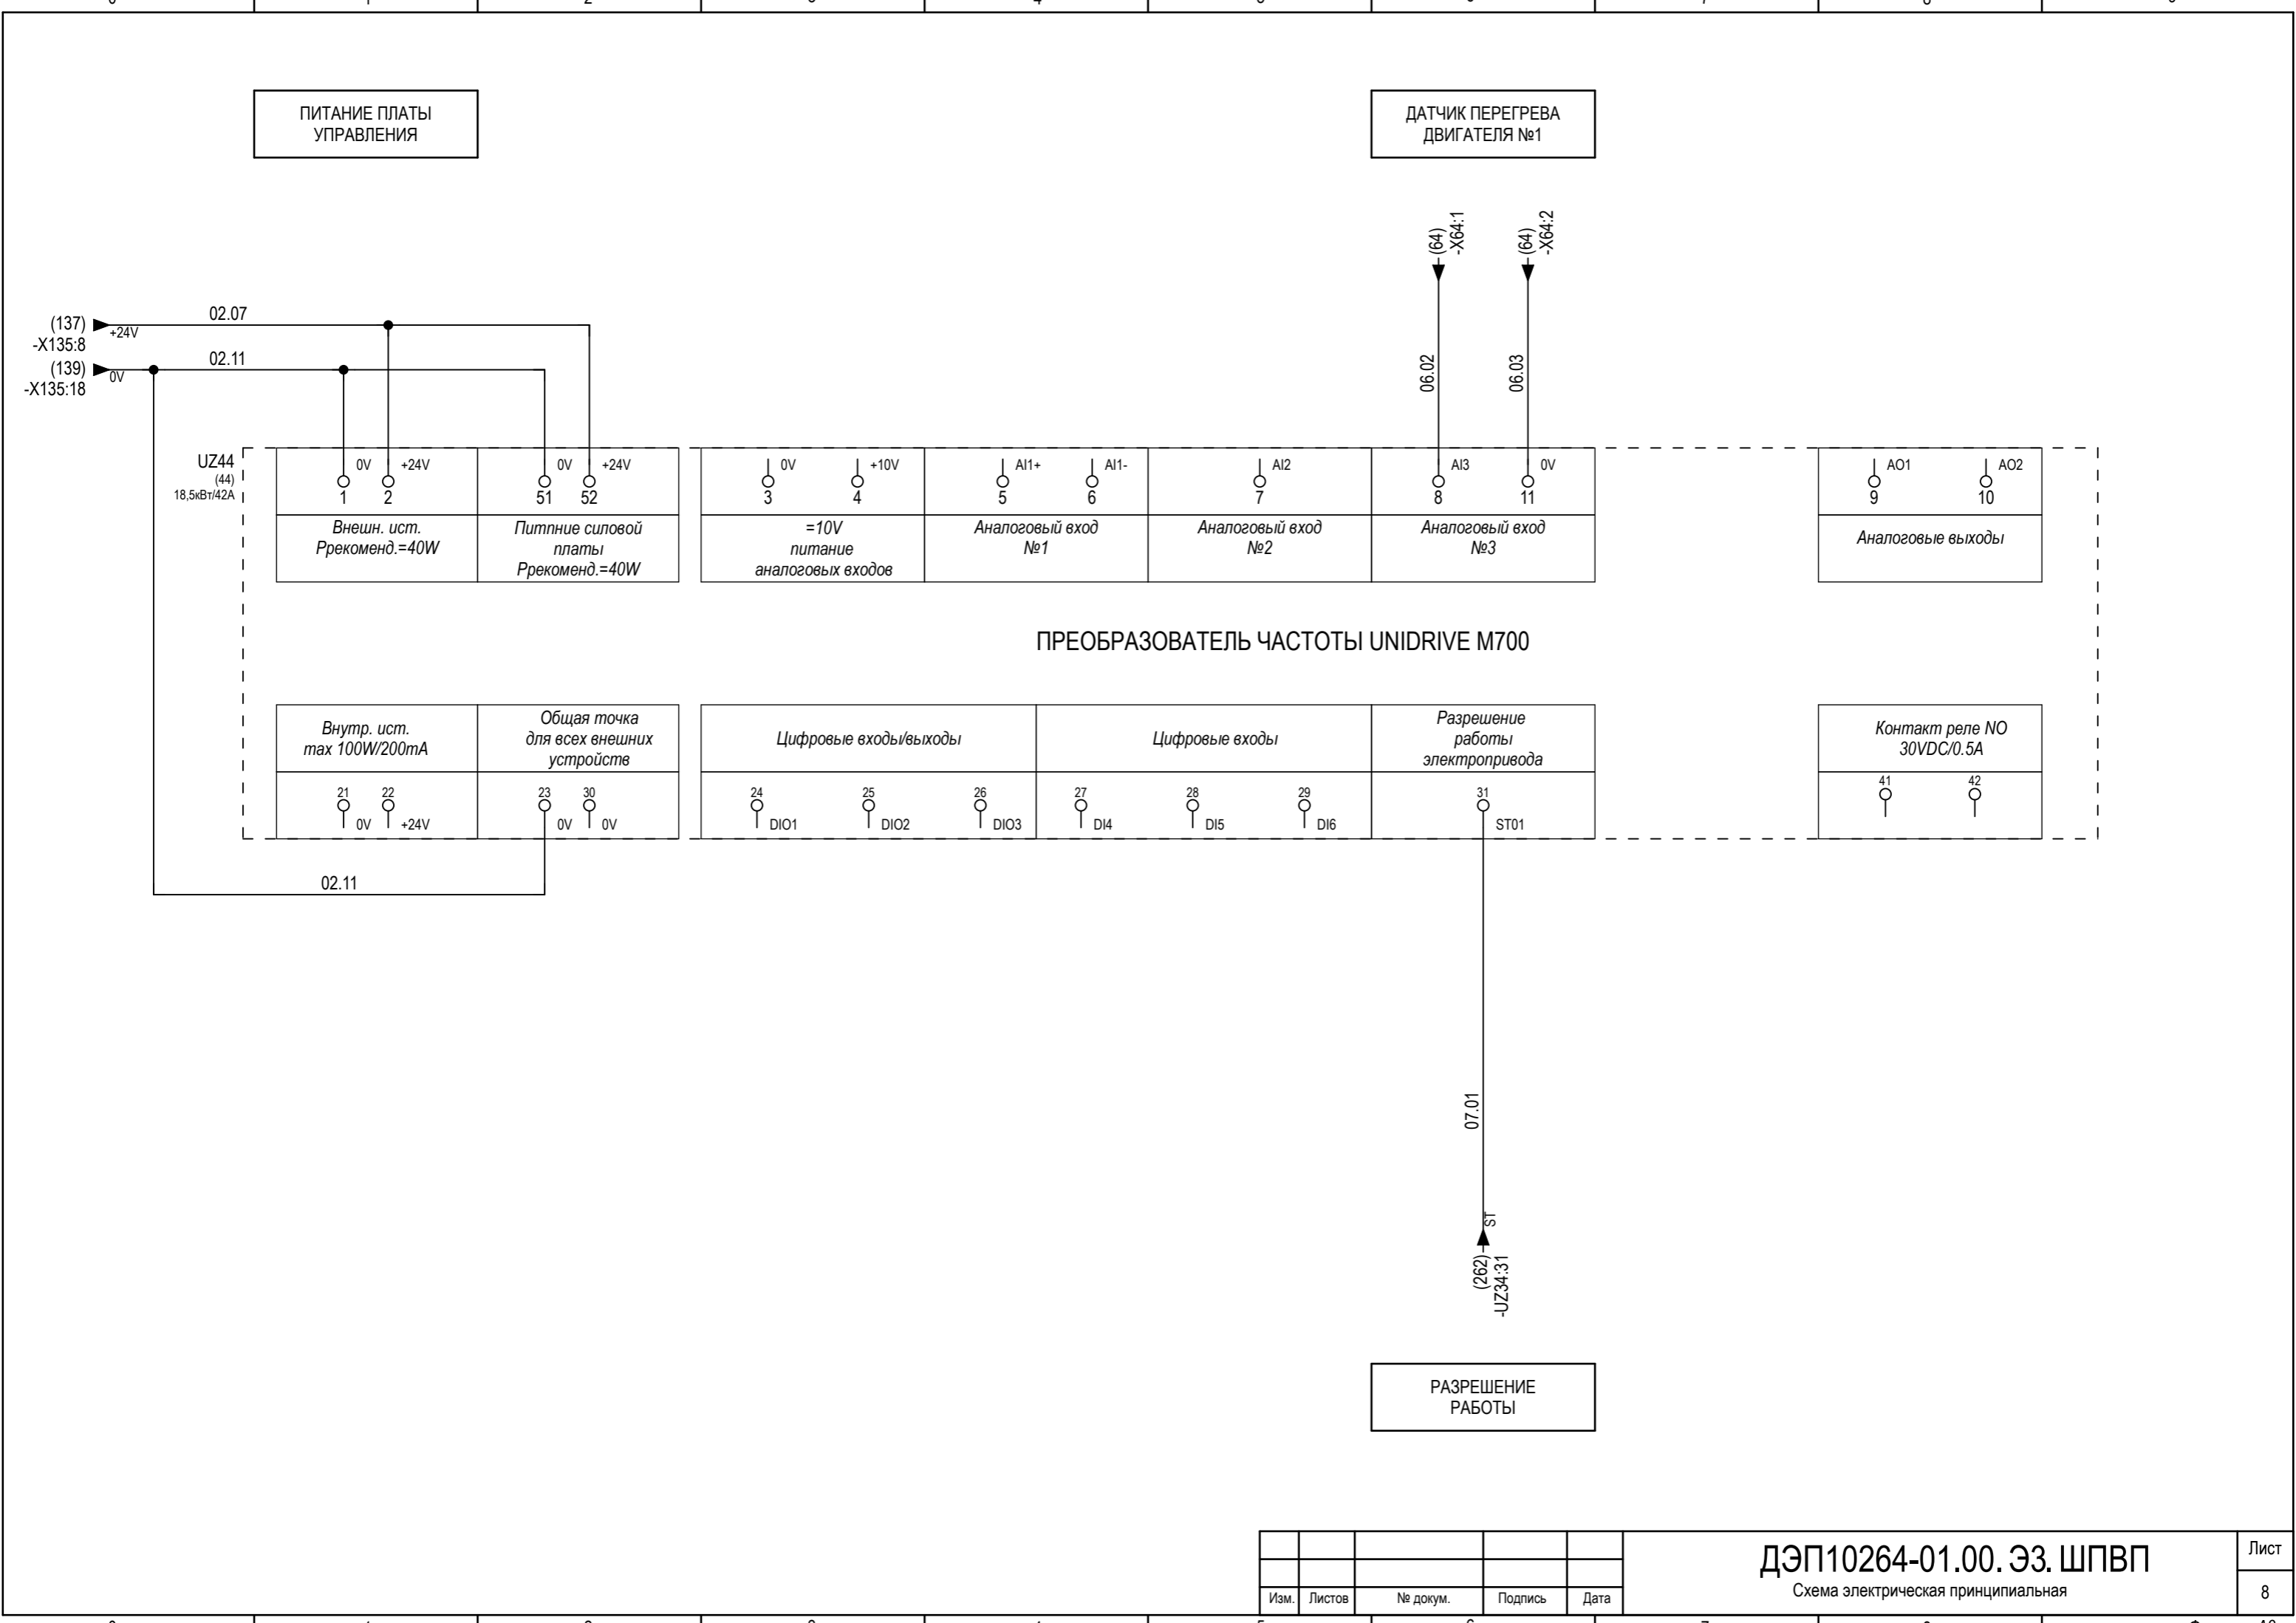 ПИТАНИЕ ПЛАТЫ
УПРАВЛЕНИЯ
ДАТЧИК ПЕРЕГРЕВА
ДВИГАТЕЛЯ №1
(64)
-X64:1
(64)
-X64:2
(137)
-X135:8
+24V
02.07
(139)
-X135:18
0V
02.11
06.02
06.03
UZ44
(44)
18,5кВт/42А
0V +24V
1 2
Внешн. ист.
Pрекоменд.=40W
0V +24V
51 52
Питпние силовой
платы
Pрекоменд.=40W
0V +10V
3 4
=10V
питание
аналоговых входов
AI1+ AI1-
5 6
Аналоговый вход
№1
AI2
7
Аналоговый вход
№2
AI3 0V
8 11
Аналоговый вход
№3
AO1 AO2
9 10
Аналоговые выходы
ПРЕОБРАЗОВАТЕЛЬ ЧАСТОТЫ UNIDRIVE M700
Внутр. ист.
max 100W/200mA
21 22
0V +24V
Общая точка
для всех внешних
устройств
23 30
0V 0V
Цифровые входы/выходы
24 25 26
DIO1 DIO2 DIO3
Цифровые входы
27 28 29
DI4 DI5 DI6
Разрешение
работы
электропривода
31
ST01
Контакт реле NO
30VDC/0.5A
41 42
02.11
07.01
ST
(262)
-UZ34:31
РАЗРЕШЕНИЕ
РАБОТЫ
Изм. Листов № докум. Подпись Дата
ДЭП10264-01.00. ЭЗ. ШПВП
Схема электрическая принципиальная
Лист
8